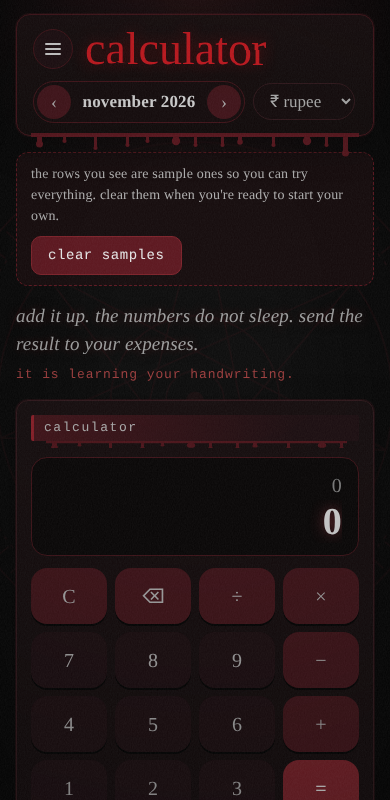 calculator
‹ november 2026 › ₹ rupee
the rows you see are sample ones so you can try
everything. clear them when you're ready to start your
own.
clear samples
add it up. the numbers do not sleep. send the
result to your expenses.
it is learning your handwriting.
calculator
0
0
C ⌫ ÷ ×
7 8 9 −
4 5 6 +
1 2 3 =